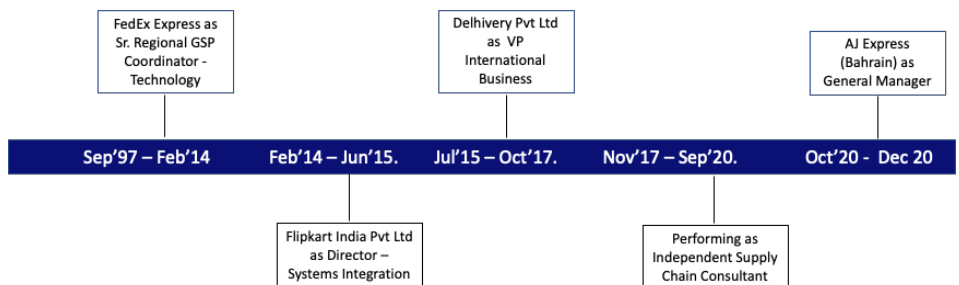 FedEx Express as
Sr. Regional GSP
Coordinator -
Technology
Delhivery Pvt Ltd
as VP
International
Business
AJ Express
(Bahrain) as
General Manager
Sep'97 – Feb'14
Feb'14 – Jun'15.
Jul'15 – Oct'17.
Nov'17 – Sep'20.
Oct'20 - Dec 20
Flipkart India Pvt Ltd
as Director –
Systems Integration
Performing as
Independent Supply
Chain Consultant